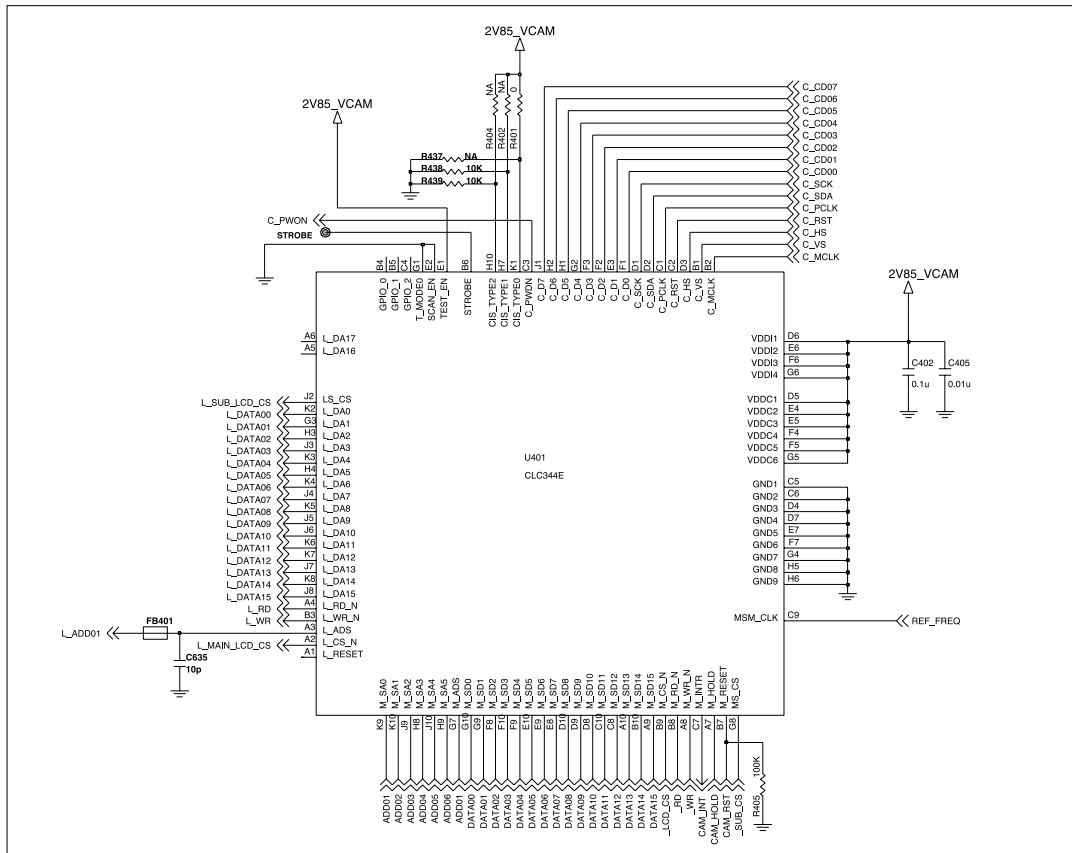 2V85_VCAM
2V85_VCAM
NA
NA
0
R404
R402
R401
R437 NA
R438 10K
R439 10K
C_CD07
C_CD06
C_CD05
C_CD04
C_CD03
C_CD02
C_CD01
C_CD00
C_SCK
C_SDA
C_PCLK
C_RST
C_HS
C_VS
C_MCLK
C_PWON
STROBE
B4 GPIO_0
B5 GPIO_1
C4 GPIO_2
G1 T_MODE0
E2 SCAN_EN
E1 TEST_EN
B6 STROBE
H10 CIS_TYPE2
H7 CIS_TYPE1
K1 CIS_TYPE0
C3 C_PWDN
J1 C_D7
H2 C_D6
H1 C_D5
G2 C_D4
F3 C_D3
F2 C_D2
E3 C_D1
F1 C_D0
D1 C_SCK
D2 C_SDA
C1 C_PCLK
C2 C_RST
D3 C_HS
B1 C_VS
B2 C_MCLK
A6 L_DA17
A5 L_DA16
L_SUB_LCD_CS J2 LS_CS
L_DATA00 K2 L_DA0
L_DATA01 G3 L_DA1
L_DATA02 H3 L_DA2
L_DATA03 J3 L_DA3
L_DATA04 K3 L_DA4
L_DATA05 H4 L_DA5
L_DATA06 K4 L_DA6
L_DATA07 J4 L_DA7
L_DATA08 K5 L_DA8
L_DATA09 J5 L_DA9
L_DATA10 J6 L_DA10
L_DATA11 K6 L_DA11
L_DATA12 K7 L_DA12
L_DATA13 J7 L_DA13
L_DATA14 K8 L_DA14
L_DATA15 J8 L_DA15
L_RD A4 L_RD_N
L_WR B3 L_WR_N
L_ADD01 FB401 A3 L_ADS
L_MAIN_LCD_CS A2 L_CS_N
A1 L_RESET
C635
10p
U401
CLC344E
2V85_VCAM
VDDI1 D6
VDDI2 E6
VDDI3 F6
VDDI4 G6
C402
0.1u
C405
0.01u
VDDC1 D5
VDDC2 E4
VDDC3 E5
VDDC4 F4
VDDC5 F5
VDDC6 G5
GND1 C5
GND2 C6
GND3 D4
GND4 D7
GND5 E7
GND6 F7
GND7 G4
GND8 H5
GND9 H6
MSM_CLK C9 REF_FREQ
M_SA0 K9 ADD01
M_SA1 K10 ADD02
M_SA2 J9 ADD03
M_SA3 H8 ADD04
M_SA4 J10 ADD05
M_SA5 H9 ADD06
M_ADS G7 ADD01
M_SD0 G10 DATA00
M_SD1 G9 DATA01
M_SD2 F8 DATA02
M_SD3 F10 DATA03
M_SD4 F9 DATA04
M_SD5 E10 DATA05
M_SD6 E9 DATA06
M_SD7 E8 DATA07
M_SD8 D10 DATA08
M_SD9 D9 DATA09
M_SD10 D8 DATA10
M_SD11 C10 DATA11
M_SD12 C8 DATA12
M_SD13 A10 DATA13
M_SD14 B10 DATA14
M_SD15 A9 DATA15
M_CS_N B9 _LCD_CS
M_RD_N B8 _RD
M_WR_N A8 _WR
M_INTR C7 CAM_INT
M_HOLD A7 CAM_HOLD
M_RESET B7 CAM_RST
MS_CS G8 _SUB_CS
100K
R405